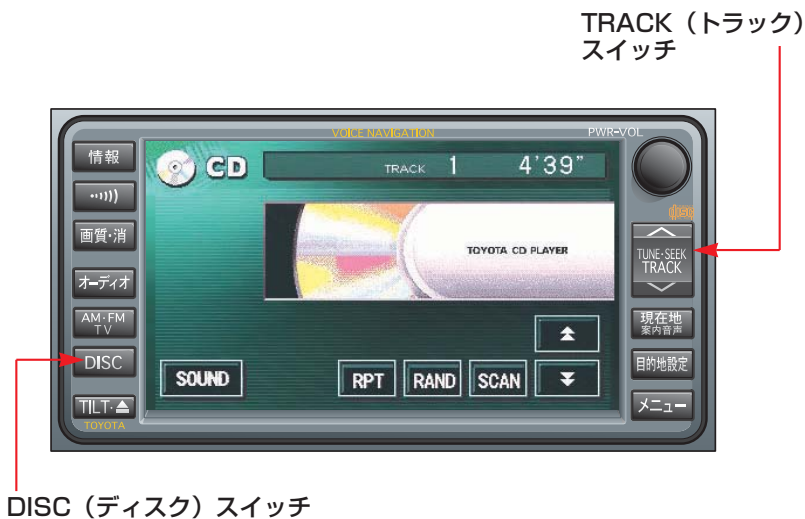 TRACK（トラック）
スイッチ
VOICE NAVIGATION
PWR-VOL
情報
•ı)))
画質･消
オーディオ
AM･FM
TV
DISC
TILT･⏏
TOYOTA
CD
TRACK 1 4'39"
TOYOTA CD PLAYER
SOUND
RPT
RAND
SCAN
disc
TUNE･SEEK
TRACK
現在地
案内音声
目的地設定
メニュー
DISC（ディスク）スイッチ